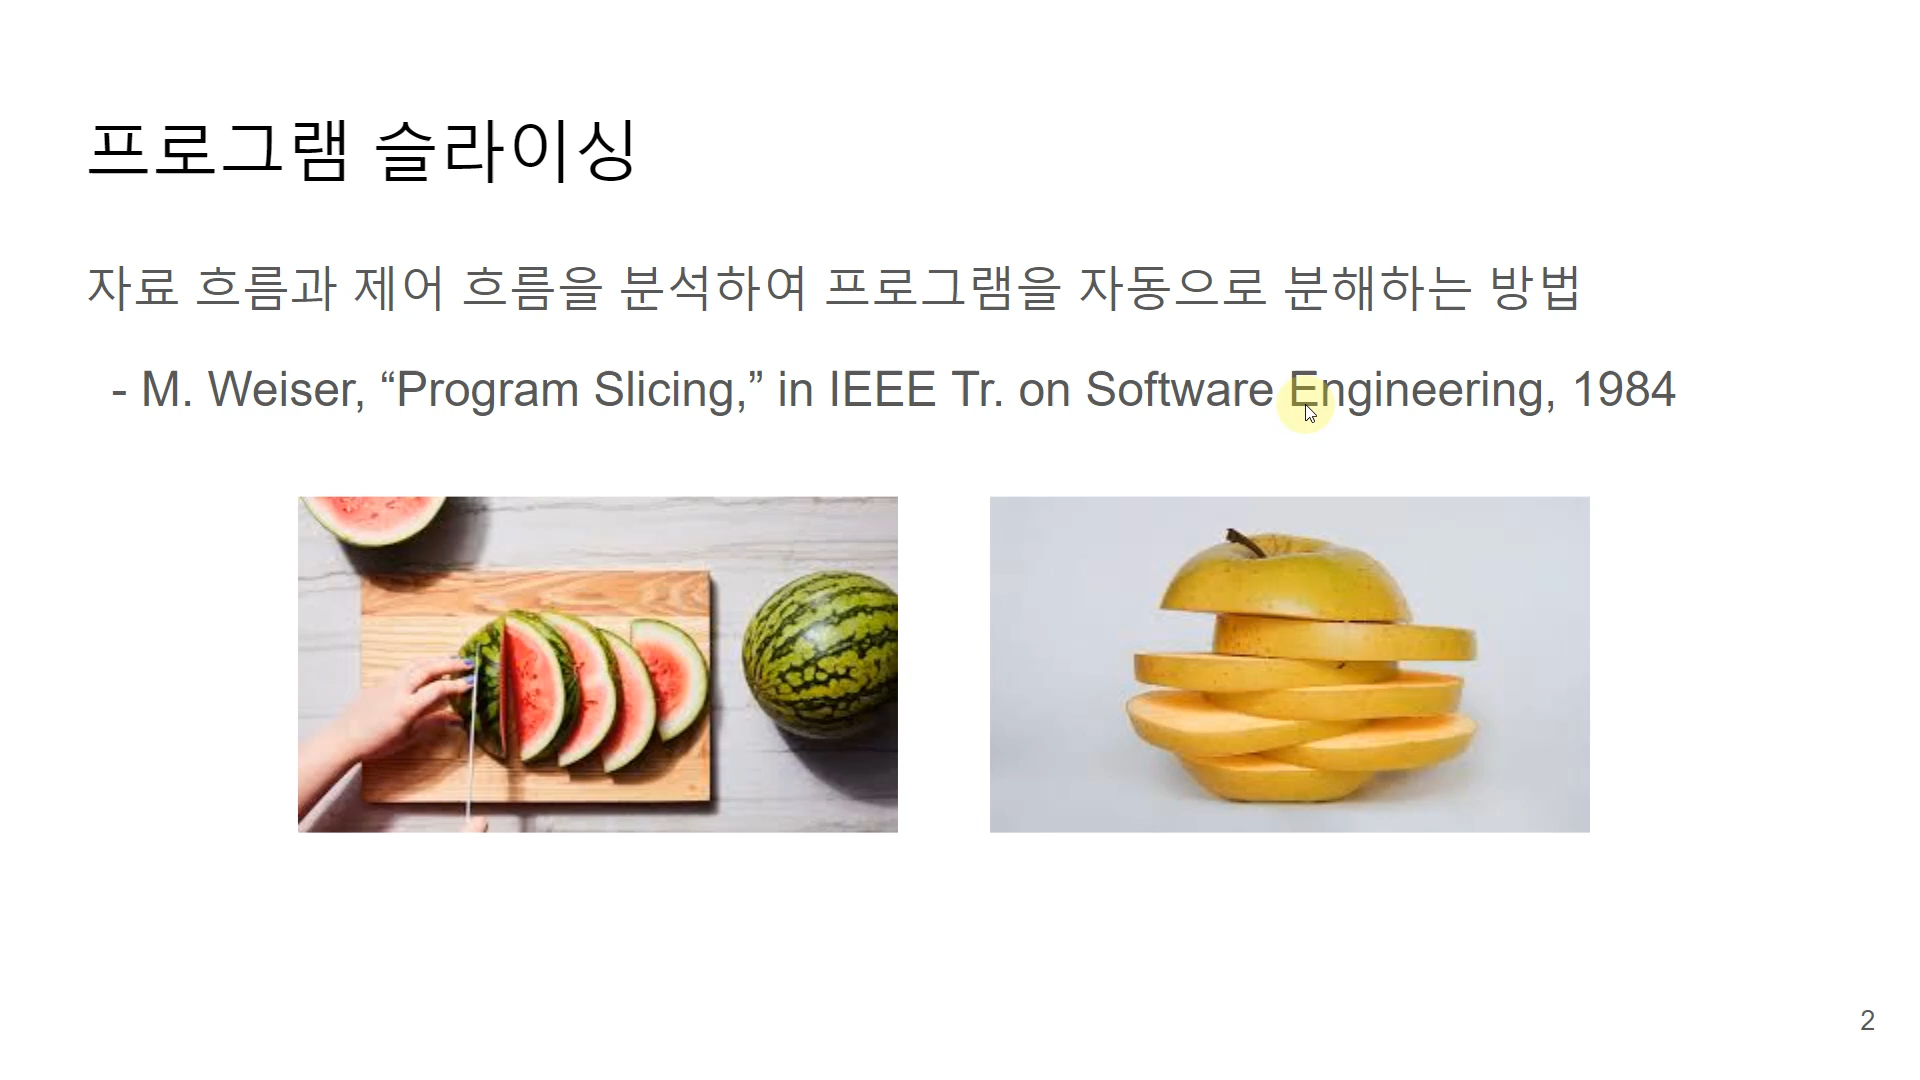 프로그램 슬라이싱
자료 흐름과 제어 흐름을 분석하여 프로그램을 자동으로 분해하는 방법
- M. Weiser, “Program Slicing,” in IEEE Tr. on Software Engineering, 1984
2